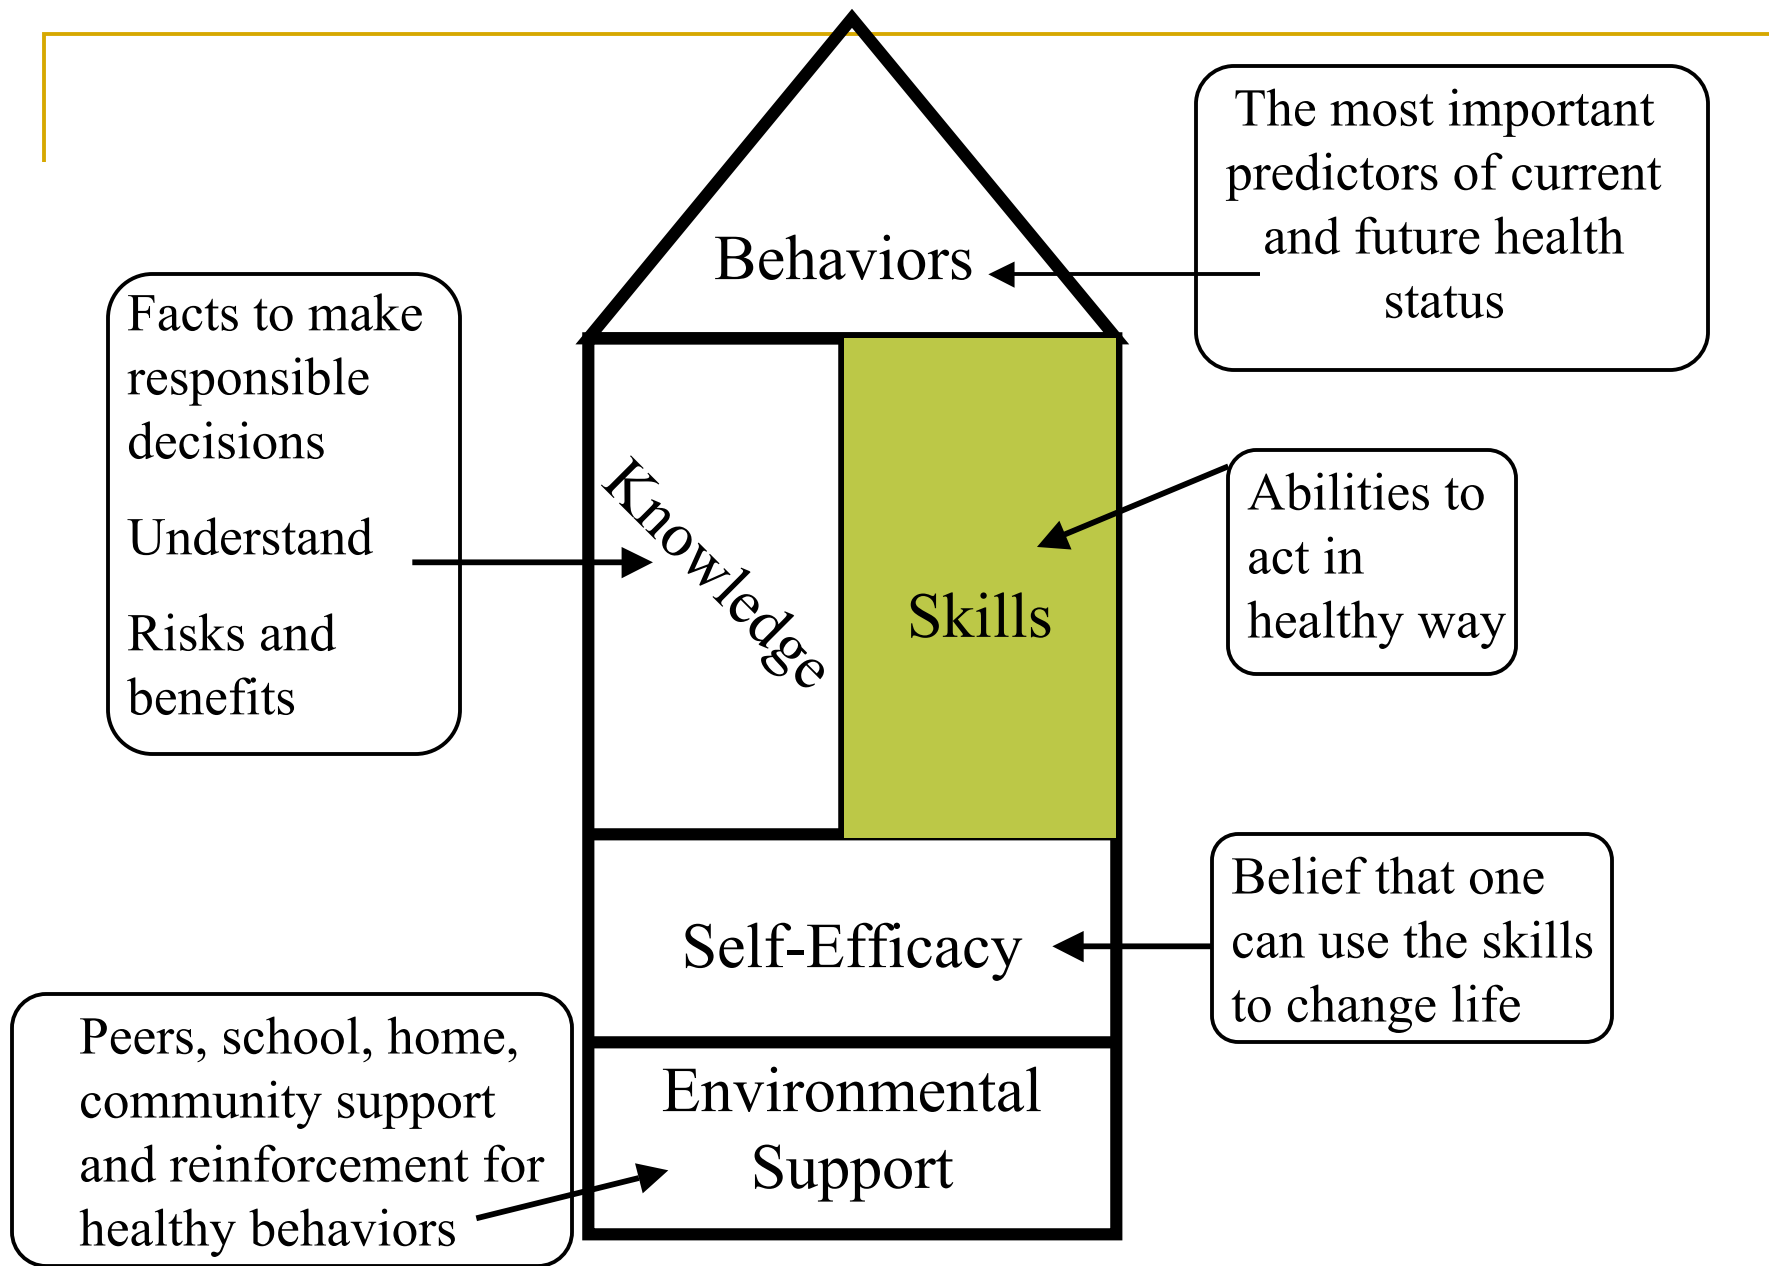 The most important
predictors of current
and future health
status
Behaviors
Facts to make
responsible
decisions
Understand
Risks and
benefits
Knowledge
Skills
Abilities to
act in
healthy way
Self-Efficacy
Belief that one
can use the skills
to change life
Peers, school, home,
community support
and reinforcement for
healthy behaviors
Environmental
Support